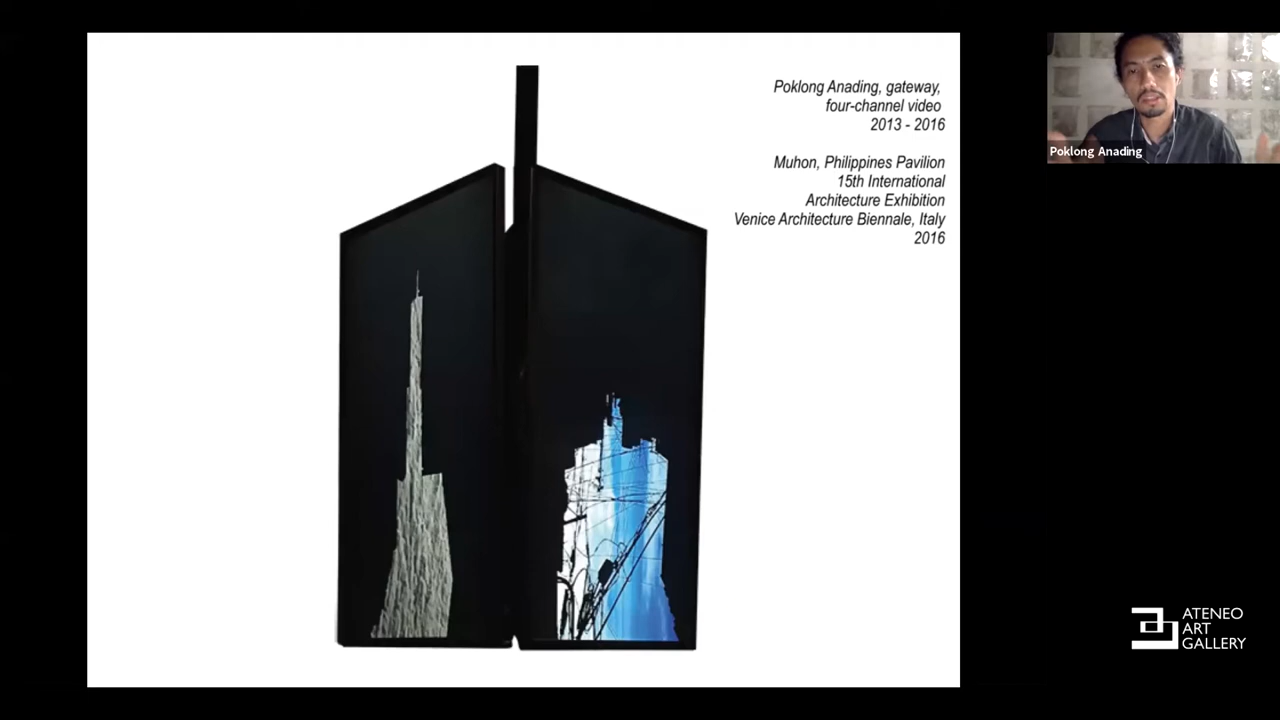 Poklong Anading, gateway,
four-channel video
2013 - 2016
Muhon, Philippines Pavilion
15th International
Architecture Exhibition
Venice Architecture Biennale, Italy
2016
Poklong Anading
ATENEO
ART
GALLERY